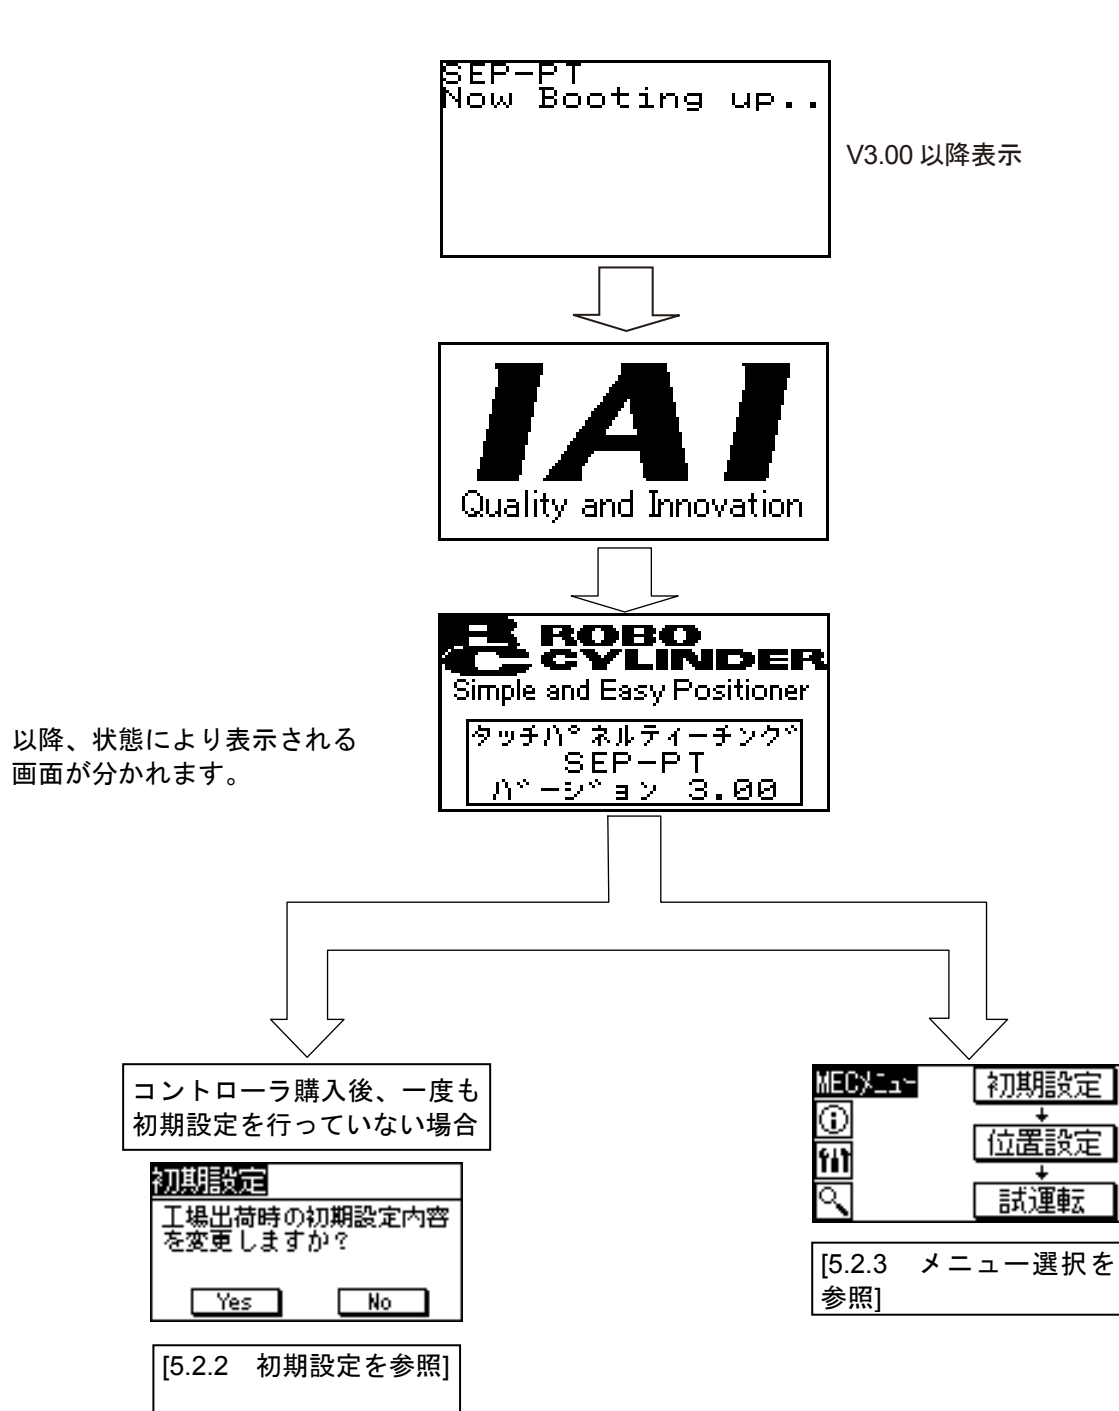 SEP-PT
Now Booting up..
V3.00 以降表示
IAI
Quality and Innovation
RC ROBO
CYLINDER
Simple and Easy Positioner
タッチパネルティーチング
SEP-PT
バージョン 3.00
以降、状態により表示される
画面が分かれます。
コントローラ購入後、一度も
初期設定を行っていない場合
初期設定
工場出荷時の初期設定内容
を変更しますか?
Yes No
[5.2.2 初期設定を参照]
MECメニュー
初期設定
位置設定
試運転
[5.2.3 メニュー選択を
参照]